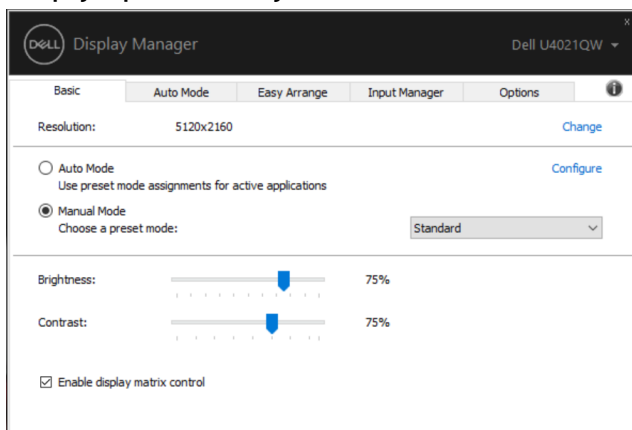 DELL Display Manager Dell U4021QW
x
Basic Auto Mode Easy Arrange Input Manager Options i
Resolution: 5120x2160 Change
Auto Mode Configure
Use preset mode assignments for active applications
Manual Mode
Choose a preset mode: Standard
Brightness: 75%
Contrast: 75%
Enable display matrix control